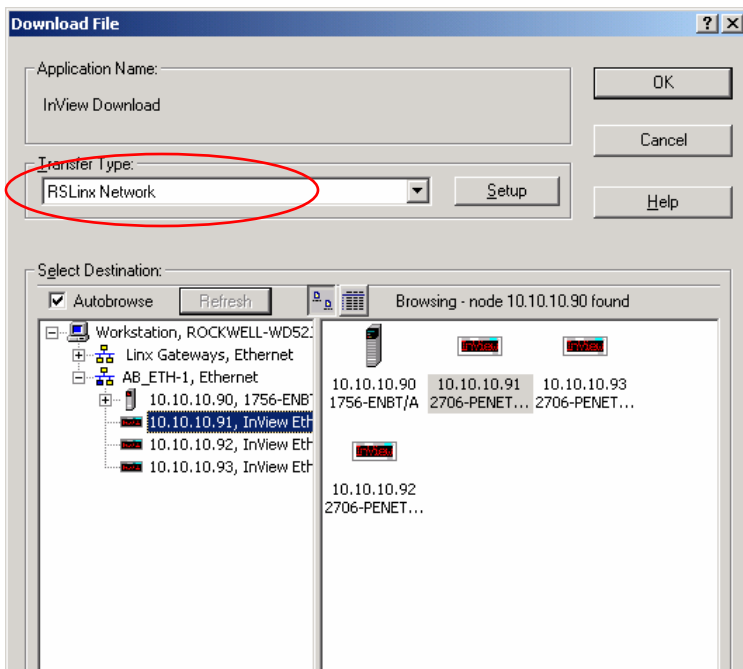 Download File
Application Name:
InView Download
OK
Cancel
Transfer Type:
RSLinx Network
Setup
Help
Select Destination:
Autobrowse
Refresh
Browsing - node 10.10.10.90 found
Workstation, ROCKWELL-WD52
Linx Gateways, Ethernet
AB_ETH-1, Ethernet
10.10.10.90, 1756-ENBT
10.10.10.91, InView Eth
10.10.10.92, InView Eth
10.10.10.93, InView Eth
InView
InView
10.10.10.90
1756-ENBT/A
10.10.10.91
2706-PENET...
10.10.10.93
2706-PENET...
InView
10.10.10.92
2706-PENET...